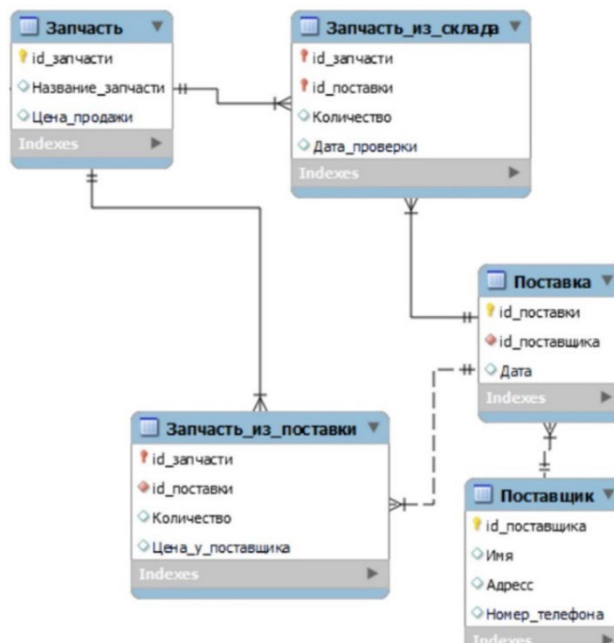 Запчасть
id_запчасти
Название_запчасти
Цена_продажи
Indexes
Запчасть_из_склада
id_запчасти
id_поставки
Количество
Дата_проверки
Indexes
Поставка
id_поставки
id_поставщика
Дата
Indexes
Запчасть_из_поставки
id_запчасти
id_поставки
Количество
Цена_у_поставщика
Indexes
Поставщик
id_поставщика
Имя
Адресс
Номер_телефона
Indexes